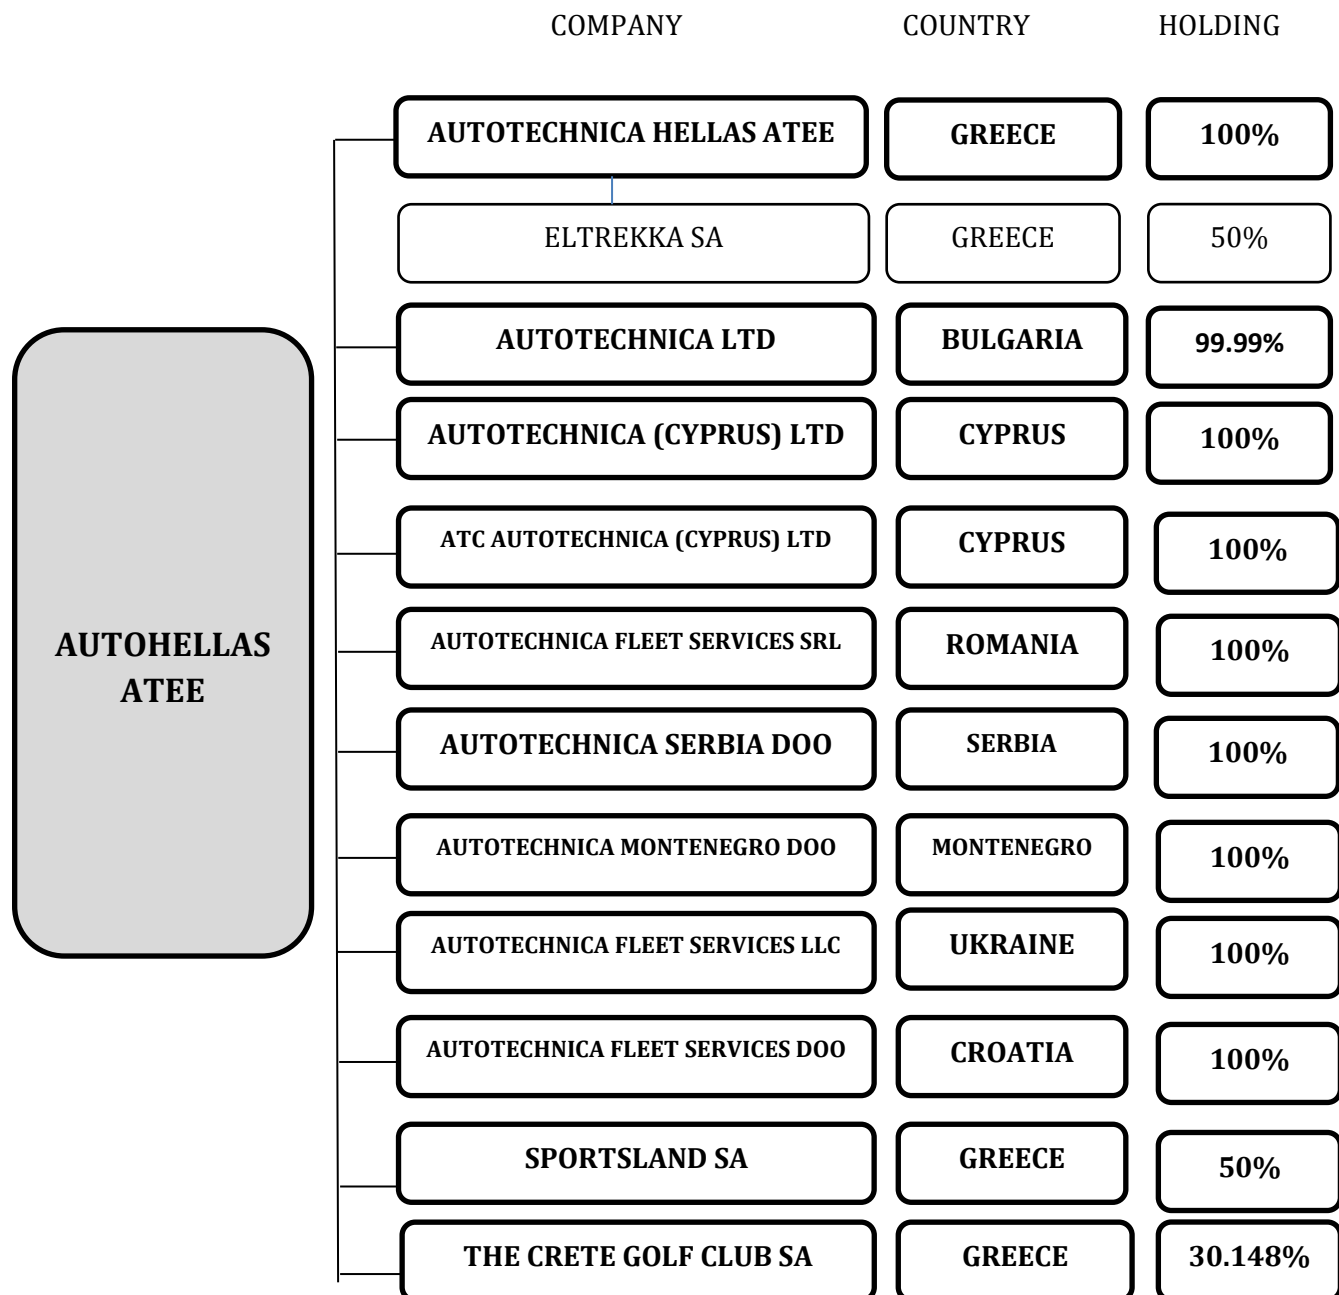 COMPANY COUNTRY HOLDING
AUTOTECHNICA HELLAS ATEE GREECE 100%
ELTREKKA SA GREECE 50%
AUTOTECHNICA LTD BULGARIA 99.99%
AUTOTECHNICA (CYPRUS) LTD CYPRUS 100%
ATC AUTOTECHNICA (CYPRUS) LTD CYPRUS 100%
AUTOHELLAS
ATEE
AUTOTECHNICA FLEET SERVICES SRL ROMANIA 100%
AUTOTECHNICA SERBIA DOO SERBIA 100%
AUTOTECHNICA MONTENEGRO DOO MONTENEGRO 100%
AUTOTECHNICA FLEET SERVICES LLC UKRAINE 100%
AUTOTECHNICA FLEET SERVICES DOO CROATIA 100%
SPORTSLAND SA GREECE 50%
THE CRETE GOLF CLUB SA GREECE 30.148%